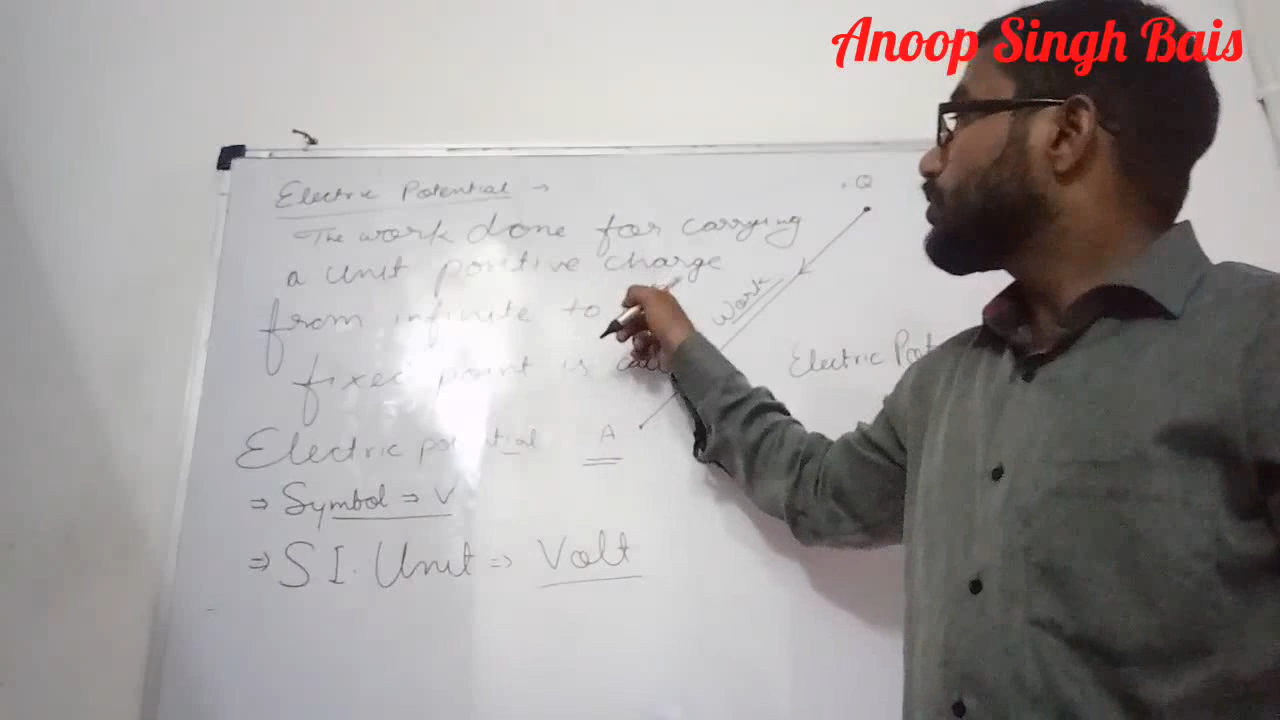 Anoop Singh Bais
Electric Potential →
The work done for carrying
a unit positive charge
from infinite to
fixed point is
Electric potential
⇒ Symbol ⇒ V
⇒ S I. Unit ⇒ Volt
. Q
Work
A
Electric